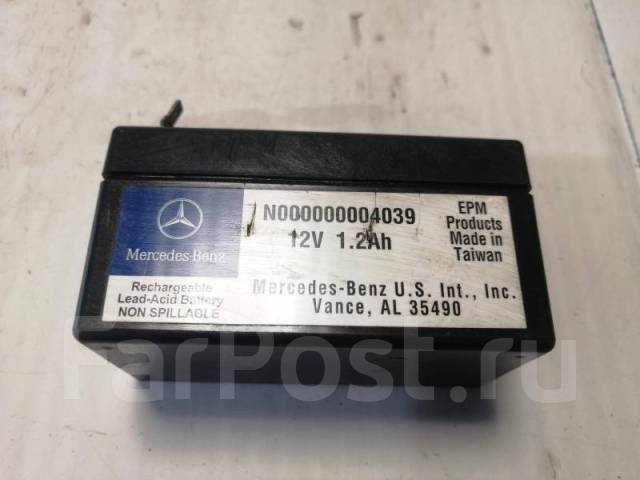 Mercedes-Benz
Rechargeable
Lead-Acid Battery
NON SPILLABLE
N000000004039
12V 1.2Ah
EPM
Products
Made in
Taiwan
Mercedes-Benz U.S. Int., Inc.
Vance, AL 35490
FarPost.ru